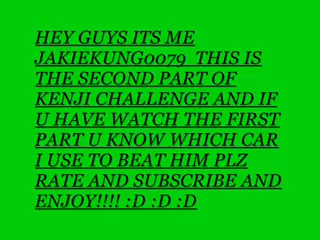 HEY GUYS ITS ME
JAKIEKUNG0079 THIS IS
THE SECOND PART OF
KENJI CHALLENGE AND IF
U HAVE WATCH THE FIRST
PART U KNOW WHICH CAR
I USE TO BEAT HIM PLZ
RATE AND SUBSCRIBE AND
ENJOY!!!! :D :D :D